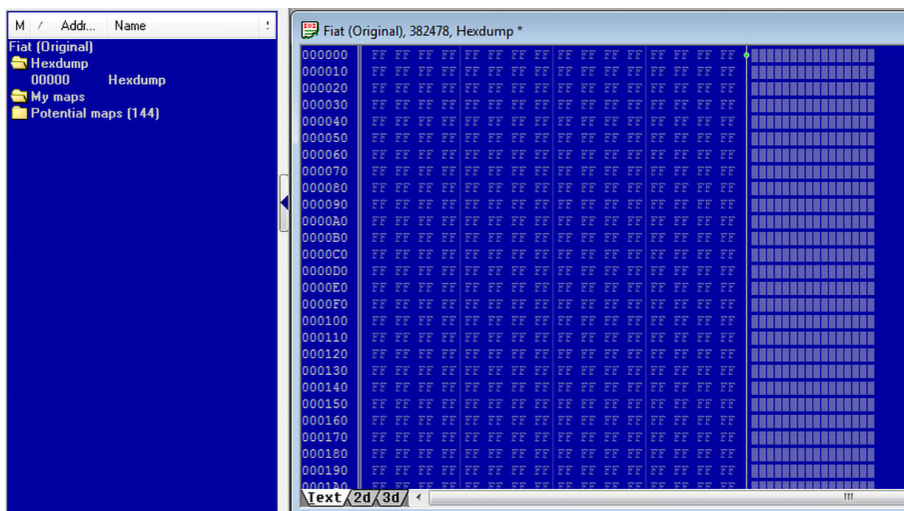 M / Addr... Name :
Fiat (Original)
Hexdump
00000 Hexdump
My maps
Potential maps (144)
Fiat (Original), 382478, Hexdump *
000000 FF FF FF FF FF FF FF FF FF FF FF FF FF FF FF FF
000010 FF FF FF FF FF FF FF FF FF FF FF FF FF FF FF FF
000020 FF FF FF FF FF FF FF FF FF FF FF FF FF FF FF FF
000030 FF FF FF FF FF FF FF FF FF FF FF FF FF FF FF FF
000040 FF FF FF FF FF FF FF FF FF FF FF FF FF FF FF FF
000050 FF FF FF FF FF FF FF FF FF FF FF FF FF FF FF FF
000060 FF FF FF FF FF FF FF FF FF FF FF FF FF FF FF FF
000070 FF FF FF FF FF FF FF FF FF FF FF FF FF FF FF FF
000080 FF FF FF FF FF FF FF FF FF FF FF FF FF FF FF FF
000090 FF FF FF FF FF FF FF FF FF FF FF FF FF FF FF FF
0000A0 FF FF FF FF FF FF FF FF FF FF FF FF FF FF FF FF
0000B0 FF FF FF FF FF FF FF FF FF FF FF FF FF FF FF FF
0000C0 FF FF FF FF FF FF FF FF FF FF FF FF FF FF FF FF
0000D0 FF FF FF FF FF FF FF FF FF FF FF FF FF FF FF FF
0000E0 FF FF FF FF FF FF FF FF FF FF FF FF FF FF FF FF
0000F0 FF FF FF FF FF FF FF FF FF FF FF FF FF FF FF FF
000100 FF FF FF FF FF FF FF FF FF FF FF FF FF FF FF FF
000110 FF FF FF FF FF FF FF FF FF FF FF FF FF FF FF FF
000120 FF FF FF FF FF FF FF FF FF FF FF FF FF FF FF FF
000130 FF FF FF FF FF FF FF FF FF FF FF FF FF FF FF FF
000140 FF FF FF FF FF FF FF FF FF FF FF FF FF FF FF FF
000150 FF FF FF FF FF FF FF FF FF FF FF FF FF FF FF FF
000160 FF FF FF FF FF FF FF FF FF FF FF FF FF FF FF FF
000170 FF FF FF FF FF FF FF FF FF FF FF FF FF FF FF FF
000180 FF FF FF FF FF FF FF FF FF FF FF FF FF FF FF FF
000190 FF FF FF FF FF FF FF FF FF FF FF FF FF FF FF FF
0001A0 FF FF FF FF FF FF FF FF FF FF FF FF FF FF FF FF
Text 2d 3d